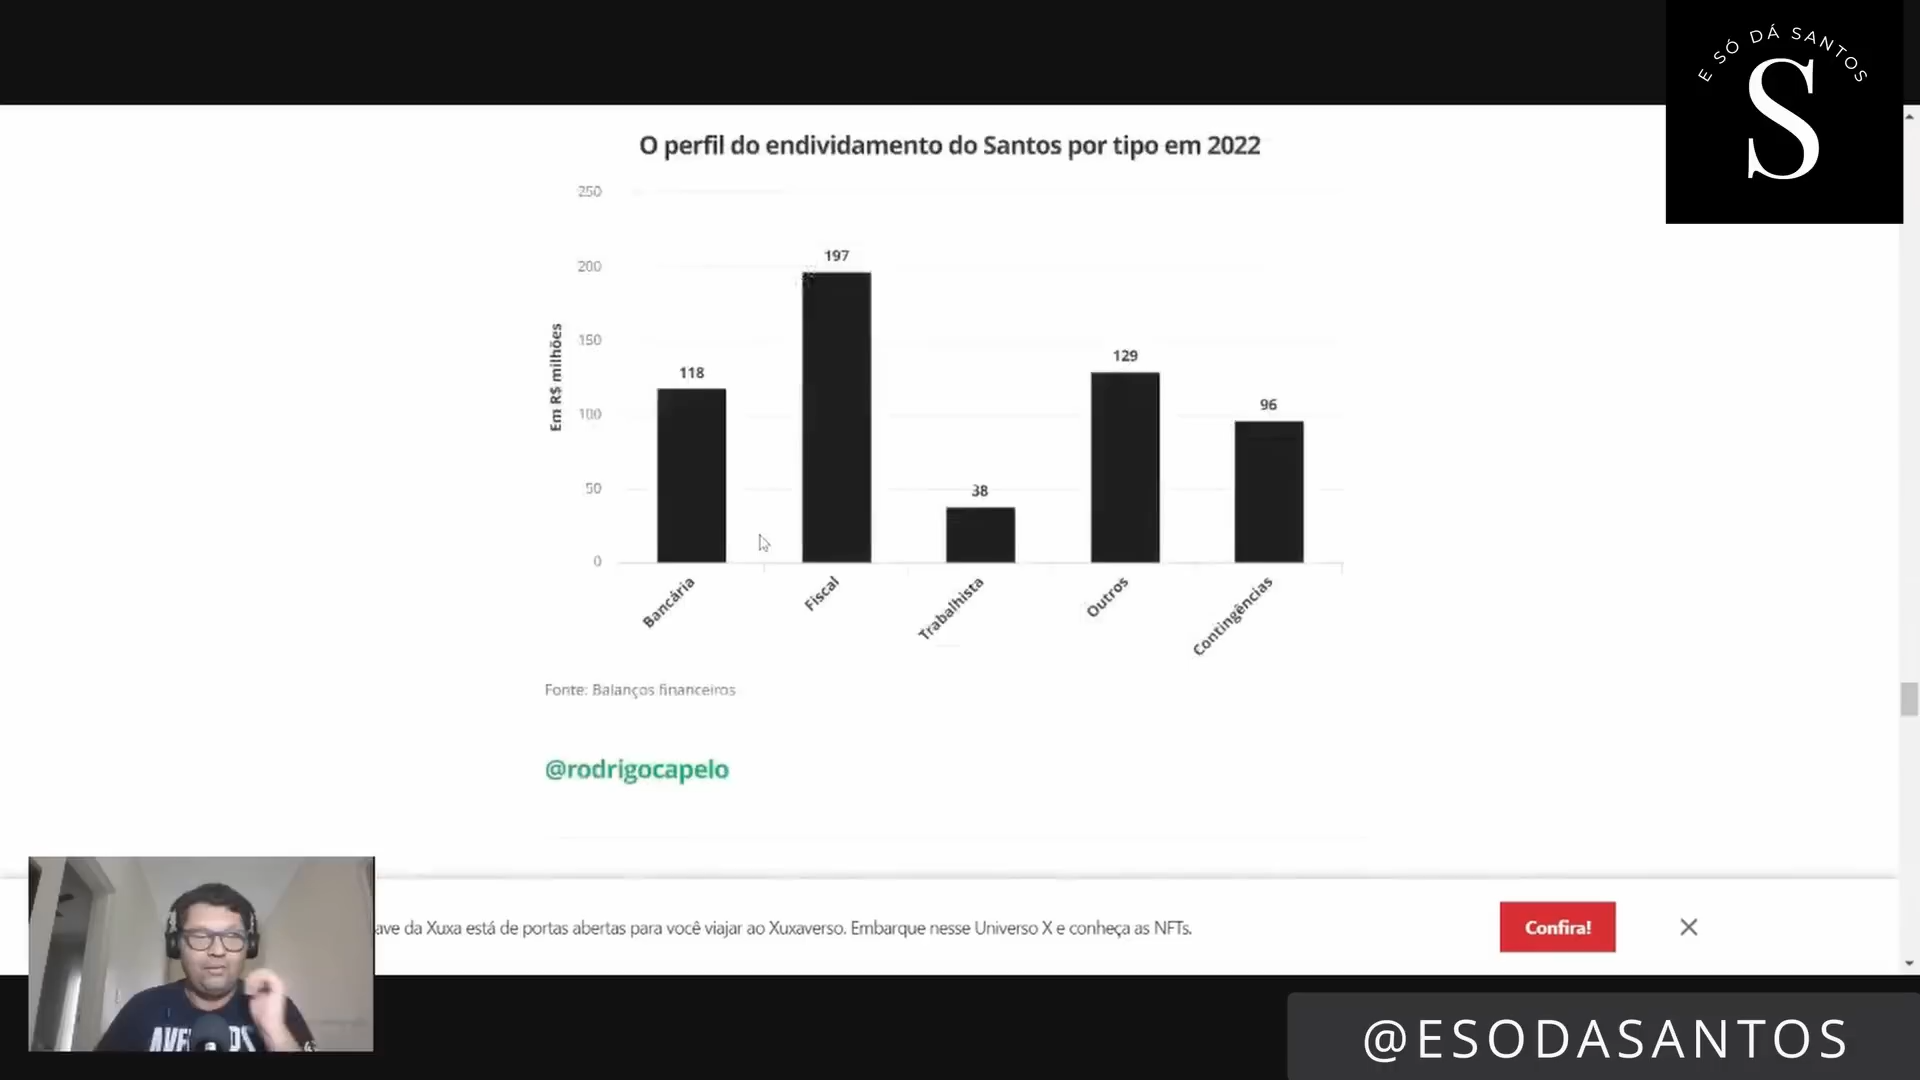 E SÓ DÁ SANTOS
S
O perfil do endividamento do Santos por tipo em 2022
Em R$ milhões
250
200
150
100
50
0
118
197
38
129
96
Bancária
Fiscal
Trabalhista
Outros
Contingências
Fonte: Balanços financeiros
@rodrigocapelo
da Xuxa está de portas abertas para você viajar ao Xuxaverso. Embarque nesse Universo X e conheça as NFTs.
Confira!
@ESODASANTOS